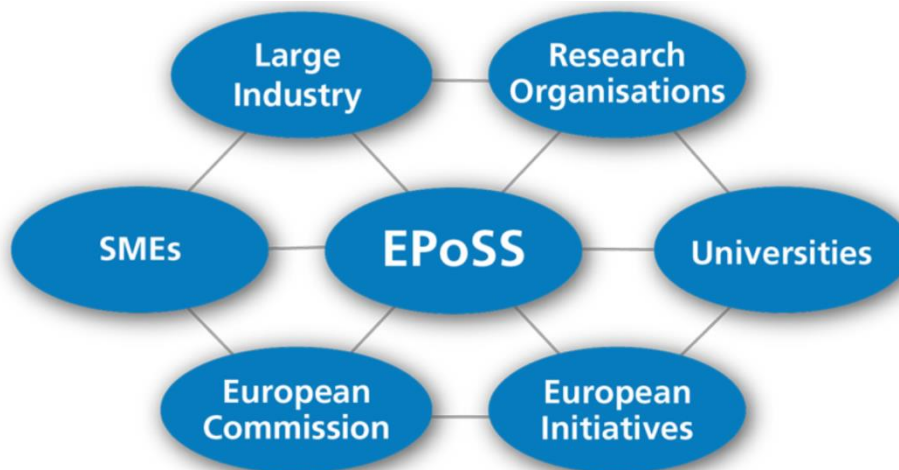 Large
Industry
Research
Organisations
SMEs
EPoSS
Universities
European
Commission
European
Initiatives